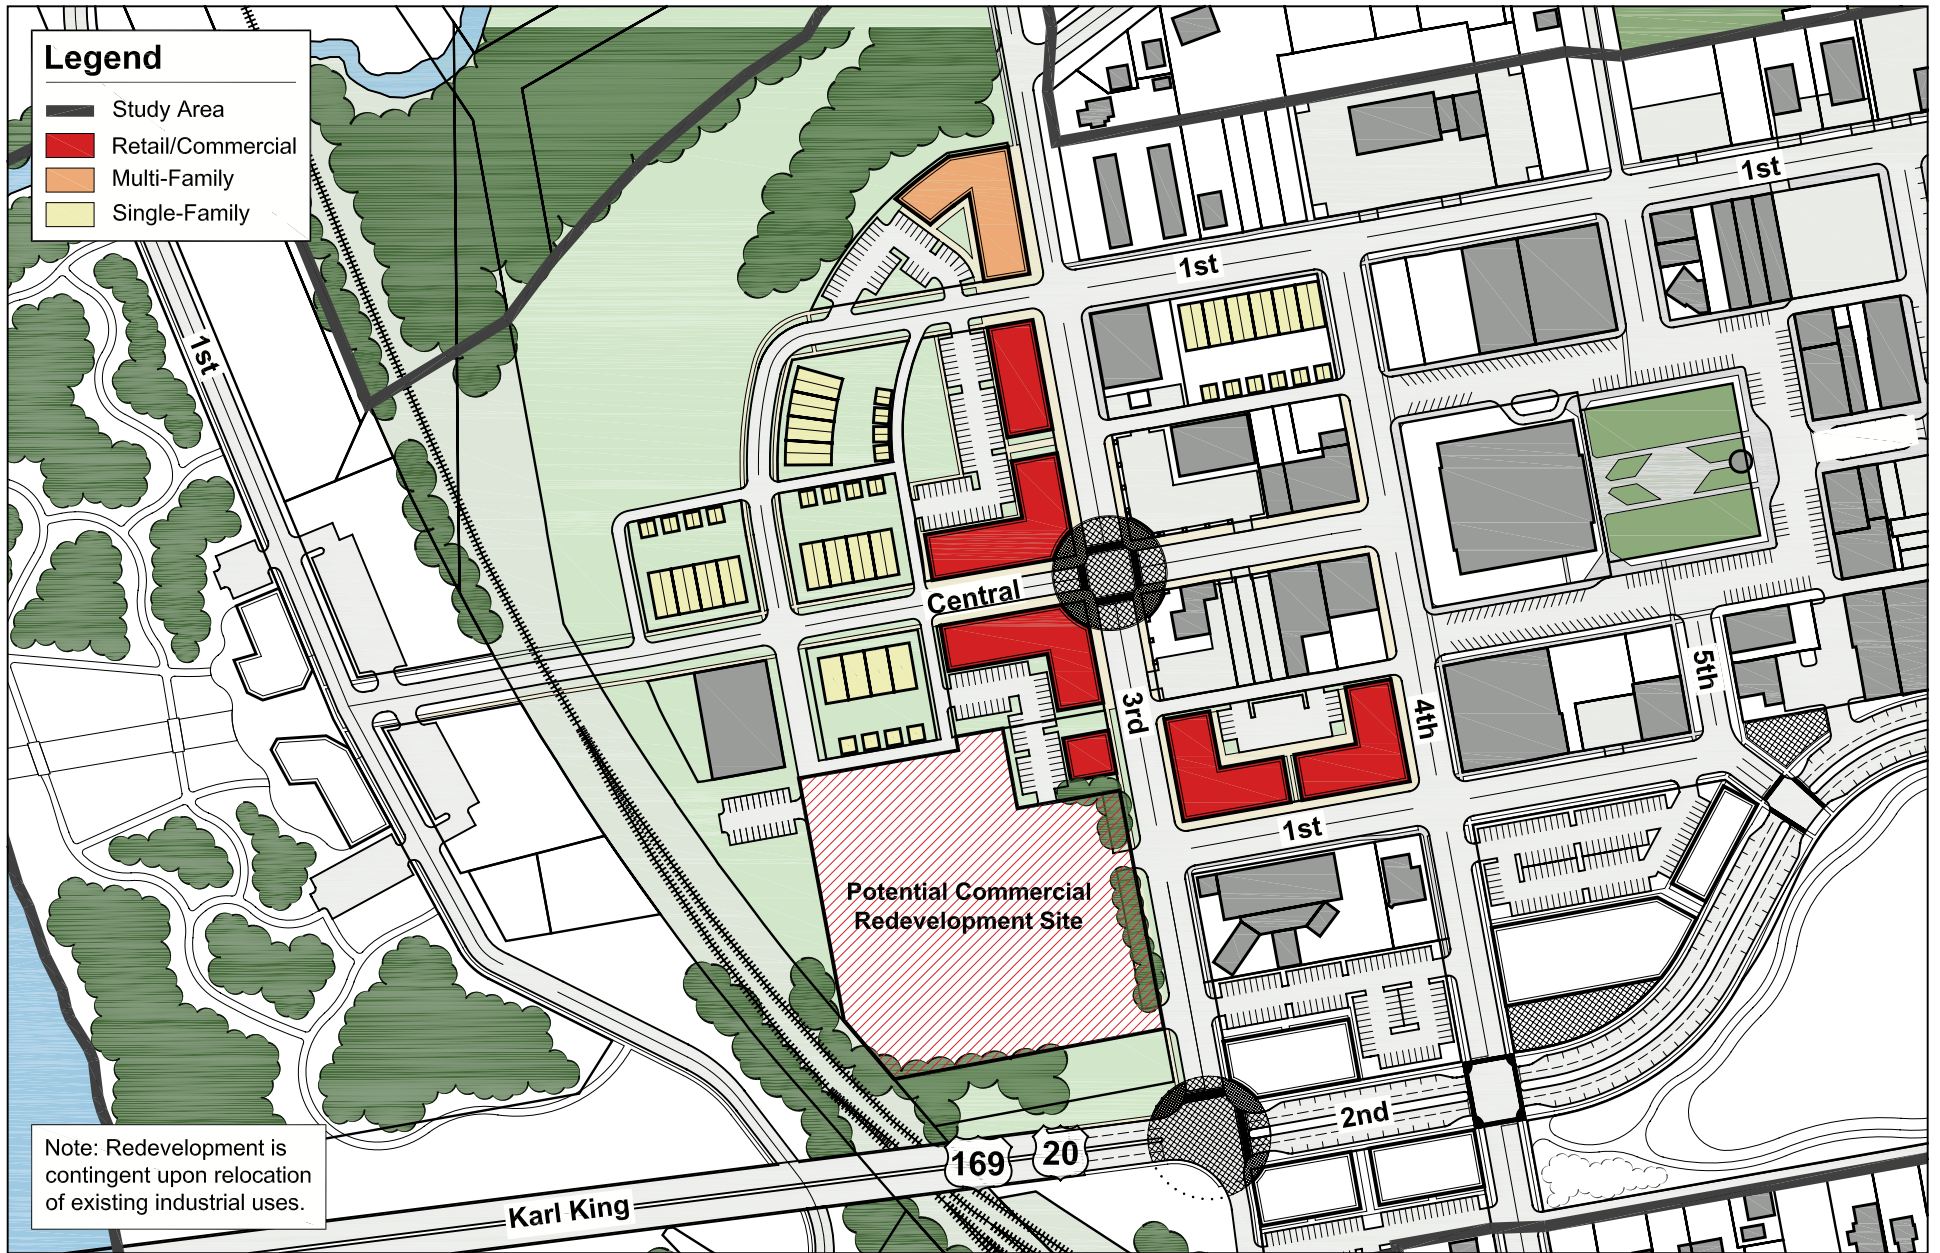 Legend
Study Area
Retail/Commercial
Multi-Family
Single-Family
1st
1st
1st
Central
3rd
4th
5th
1st
Potential Commercial
Redevelopment Site
2nd
169
20
Karl King
Note: Redevelopment is
contingent upon relocation
of existing industrial uses.